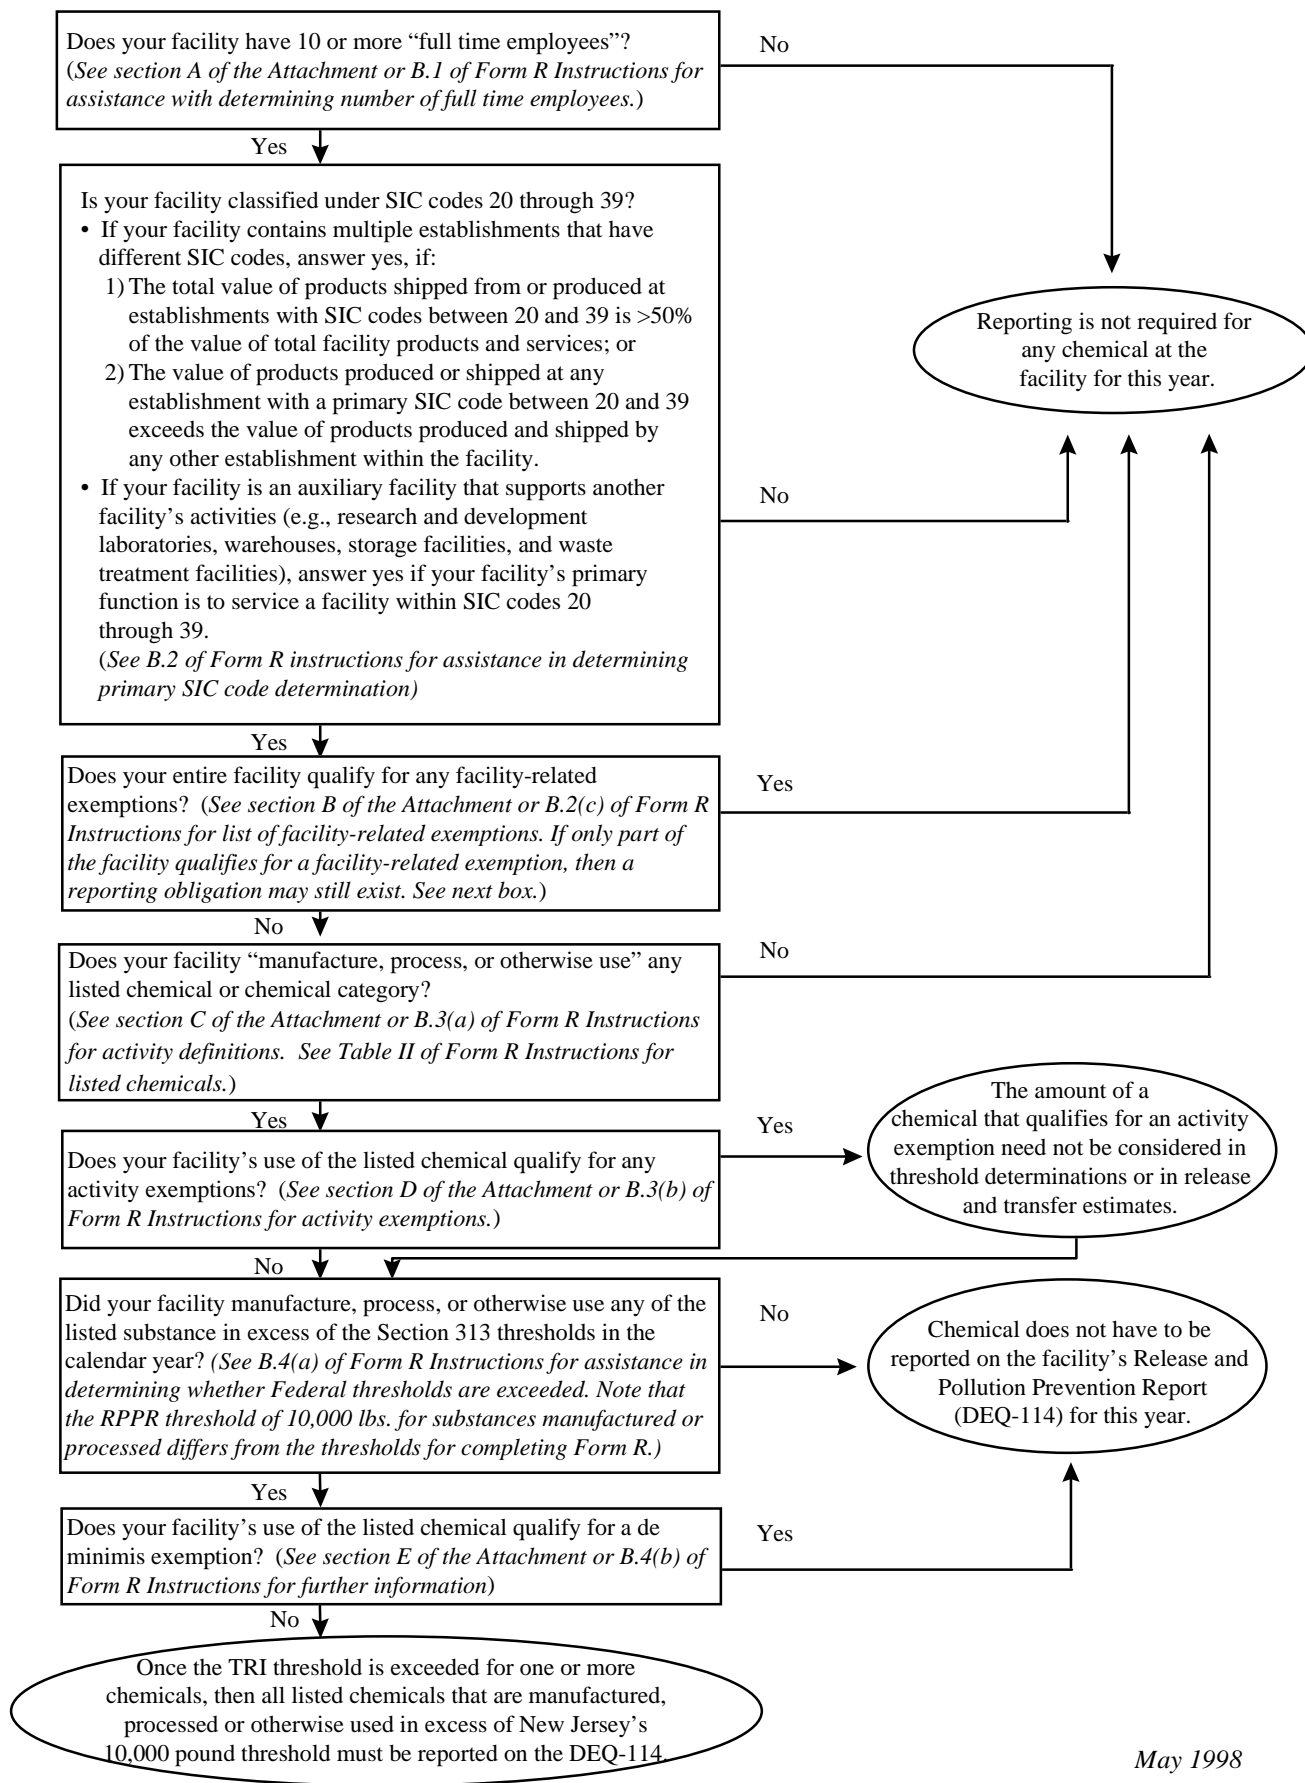 Does your facility have 10 or more “full time employees”?
(See section A of the Attachment or B.1 of Form R Instructions for
assistance with determining number of full time employees.)
No
Yes
Is your facility classified under SIC codes 20 through 39?
• If your facility contains multiple establishments that have
different SIC codes, answer yes, if:
1) The total value of products shipped from or produced at
establishments with SIC codes between 20 and 39 is >50%
of the value of total facility products and services; or
2) The value of products produced or shipped at any
establishment with a primary SIC code between 20 and 39
exceeds the value of products produced and shipped by
any other establishment within the facility.
• If your facility is an auxiliary facility that supports another
facility’s activities (e.g., research and development
laboratories, warehouses, storage facilities, and waste
treatment facilities), answer yes if your facility’s primary
function is to service a facility within SIC codes 20
through 39.
(See B.2 of Form R instructions for assistance in determining
primary SIC code determination)
No
Reporting is not required for
any chemical at the
facility for this year.
Yes
Does your entire facility qualify for any facility-related
exemptions? (See section B of the Attachment or B.2(c) of Form R
Instructions for list of facility-related exemptions. If only part of
the facility qualifies for a facility-related exemption, then a
reporting obligation may still exist. See next box.)
Yes
No
Does your facility “manufacture, process, or otherwise use” any
listed chemical or chemical category?
(See section C of the Attachment or B.3(a) of Form R Instructions
for activity definitions. See Table II of Form R Instructions for
listed chemicals.)
No
Yes
Does your facility’s use of the listed chemical qualify for any
activity exemptions? (See section D of the Attachment or B.3(b) of
Form R Instructions for activity exemptions.)
Yes
The amount of a
chemical that qualifies for an activity
exemption need not be considered in
threshold determinations or in release
and transfer estimates.
No
Did your facility manufacture, process, or otherwise use any of the
listed substance in excess of the Section 313 thresholds in the
calendar year? (See B.4(a) of Form R Instructions for assistance in
determining whether Federal thresholds are exceeded. Note that
the RPPR threshold of 10,000 lbs. for substances manufactured or
processed differs from the thresholds for completing Form R.)
No
Chemical does not have to be
reported on the facility’s Release and
Pollution Prevention Report
(DEQ-114) for this year.
Yes
Does your facility’s use of the listed chemical qualify for a de
minimis exemption? (See section E of the Attachment or B.4(b) of
Form R Instructions for further information)
Yes
No
Once the TRI threshold is exceeded for one or more
chemicals, then all listed chemicals that are manufactured,
processed or otherwise used in excess of New Jersey’s
10,000 pound threshold must be reported on the DEQ-114.
May 1998